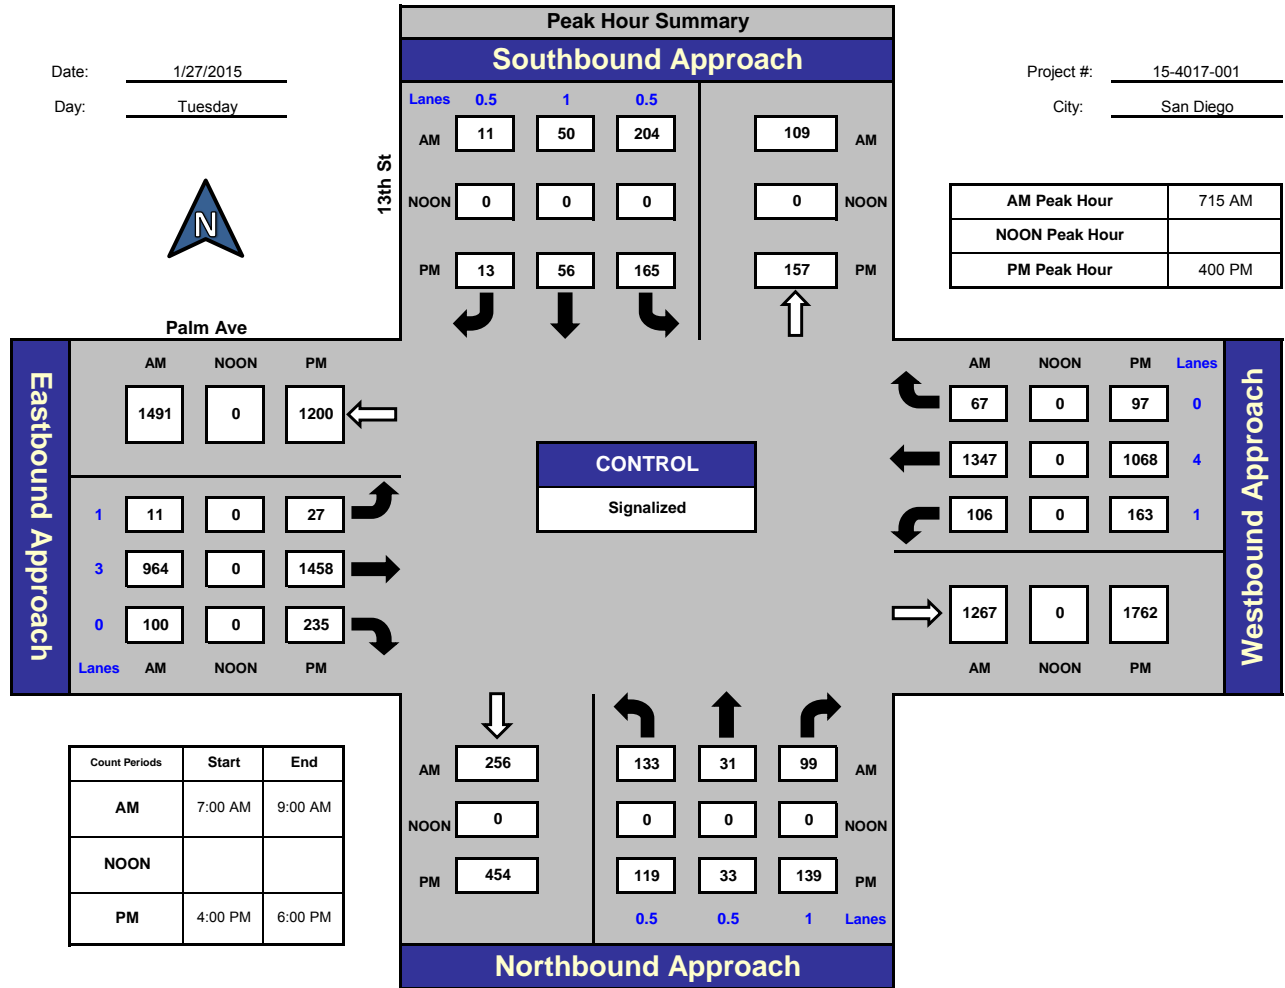 Peak Hour Summary
Southbound Approach
Date: 1/27/2015
Day: Tuesday
Project #: 15-4017-001
City: San Diego
N
13th St
Lanes 0.5 1 0.5
AM 11 50 204 109 AM
NOON 0 0 0 0 NOON
PM 13 56 165 157 PM
AM Peak Hour 715 AM
NOON Peak Hour
PM Peak Hour 400 PM
Palm Ave
Eastbound Approach
AM NOON PM
1491 0 1200
1 11 0 27
3 964 0 1458
0 100 0 235
Lanes AM NOON PM
CONTROL
Signalized
AM NOON PM Lanes
67 0 97 0
1347 0 1068 4
106 0 163 1
1267 0 1762
AM NOON PM
Westbound Approach
Count Periods Start End
AM 7:00 AM 9:00 AM
NOON
PM 4:00 PM 6:00 PM
AM 256 133 31 99 AM
NOON 0 0 0 0 NOON
PM 454 119 33 139 PM
0.5 0.5 1 Lanes
Northbound Approach